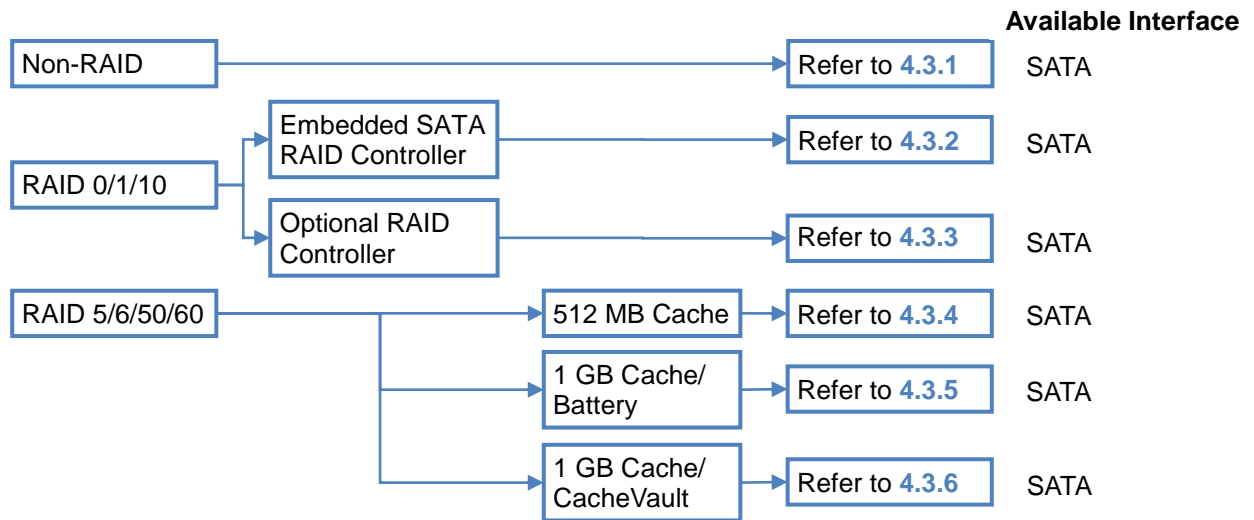 Available Interface
Non-RAID
Refer to 4.3.1
SATA
Embedded SATA
RAID Controller
Refer to 4.3.2
SATA
RAID 0/1/10
Optional RAID
Controller
Refer to 4.3.3
SATA
RAID 5/6/50/60
512 MB Cache
Refer to 4.3.4
SATA
1 GB Cache/
Battery
Refer to 4.3.5
SATA
1 GB Cache/
CacheVault
Refer to 4.3.6
SATA